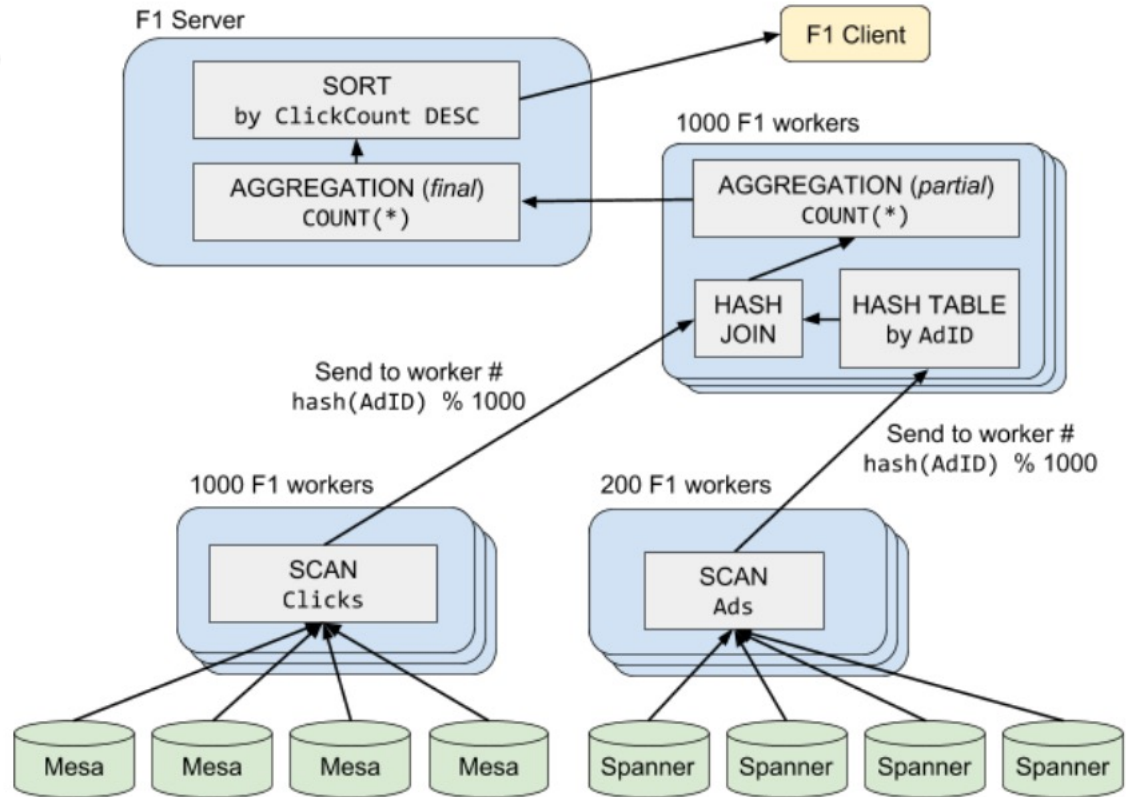 F1 Server
F1 Client
SORT
by ClickCount DESC
1000 F1 workers
AGGREGATION (final)
COUNT(*)
AGGREGATION (partial)
COUNT(*)
HASH
JOIN
HASH TABLE
by AdID
Send to worker #
hash(AdID) % 1000
Send to worker #
hash(AdID) % 1000
1000 F1 workers
200 F1 workers
SCAN
Clicks
SCAN
Ads
Mesa
Mesa
Mesa
Mesa
Spanner
Spanner
Spanner
Spanner